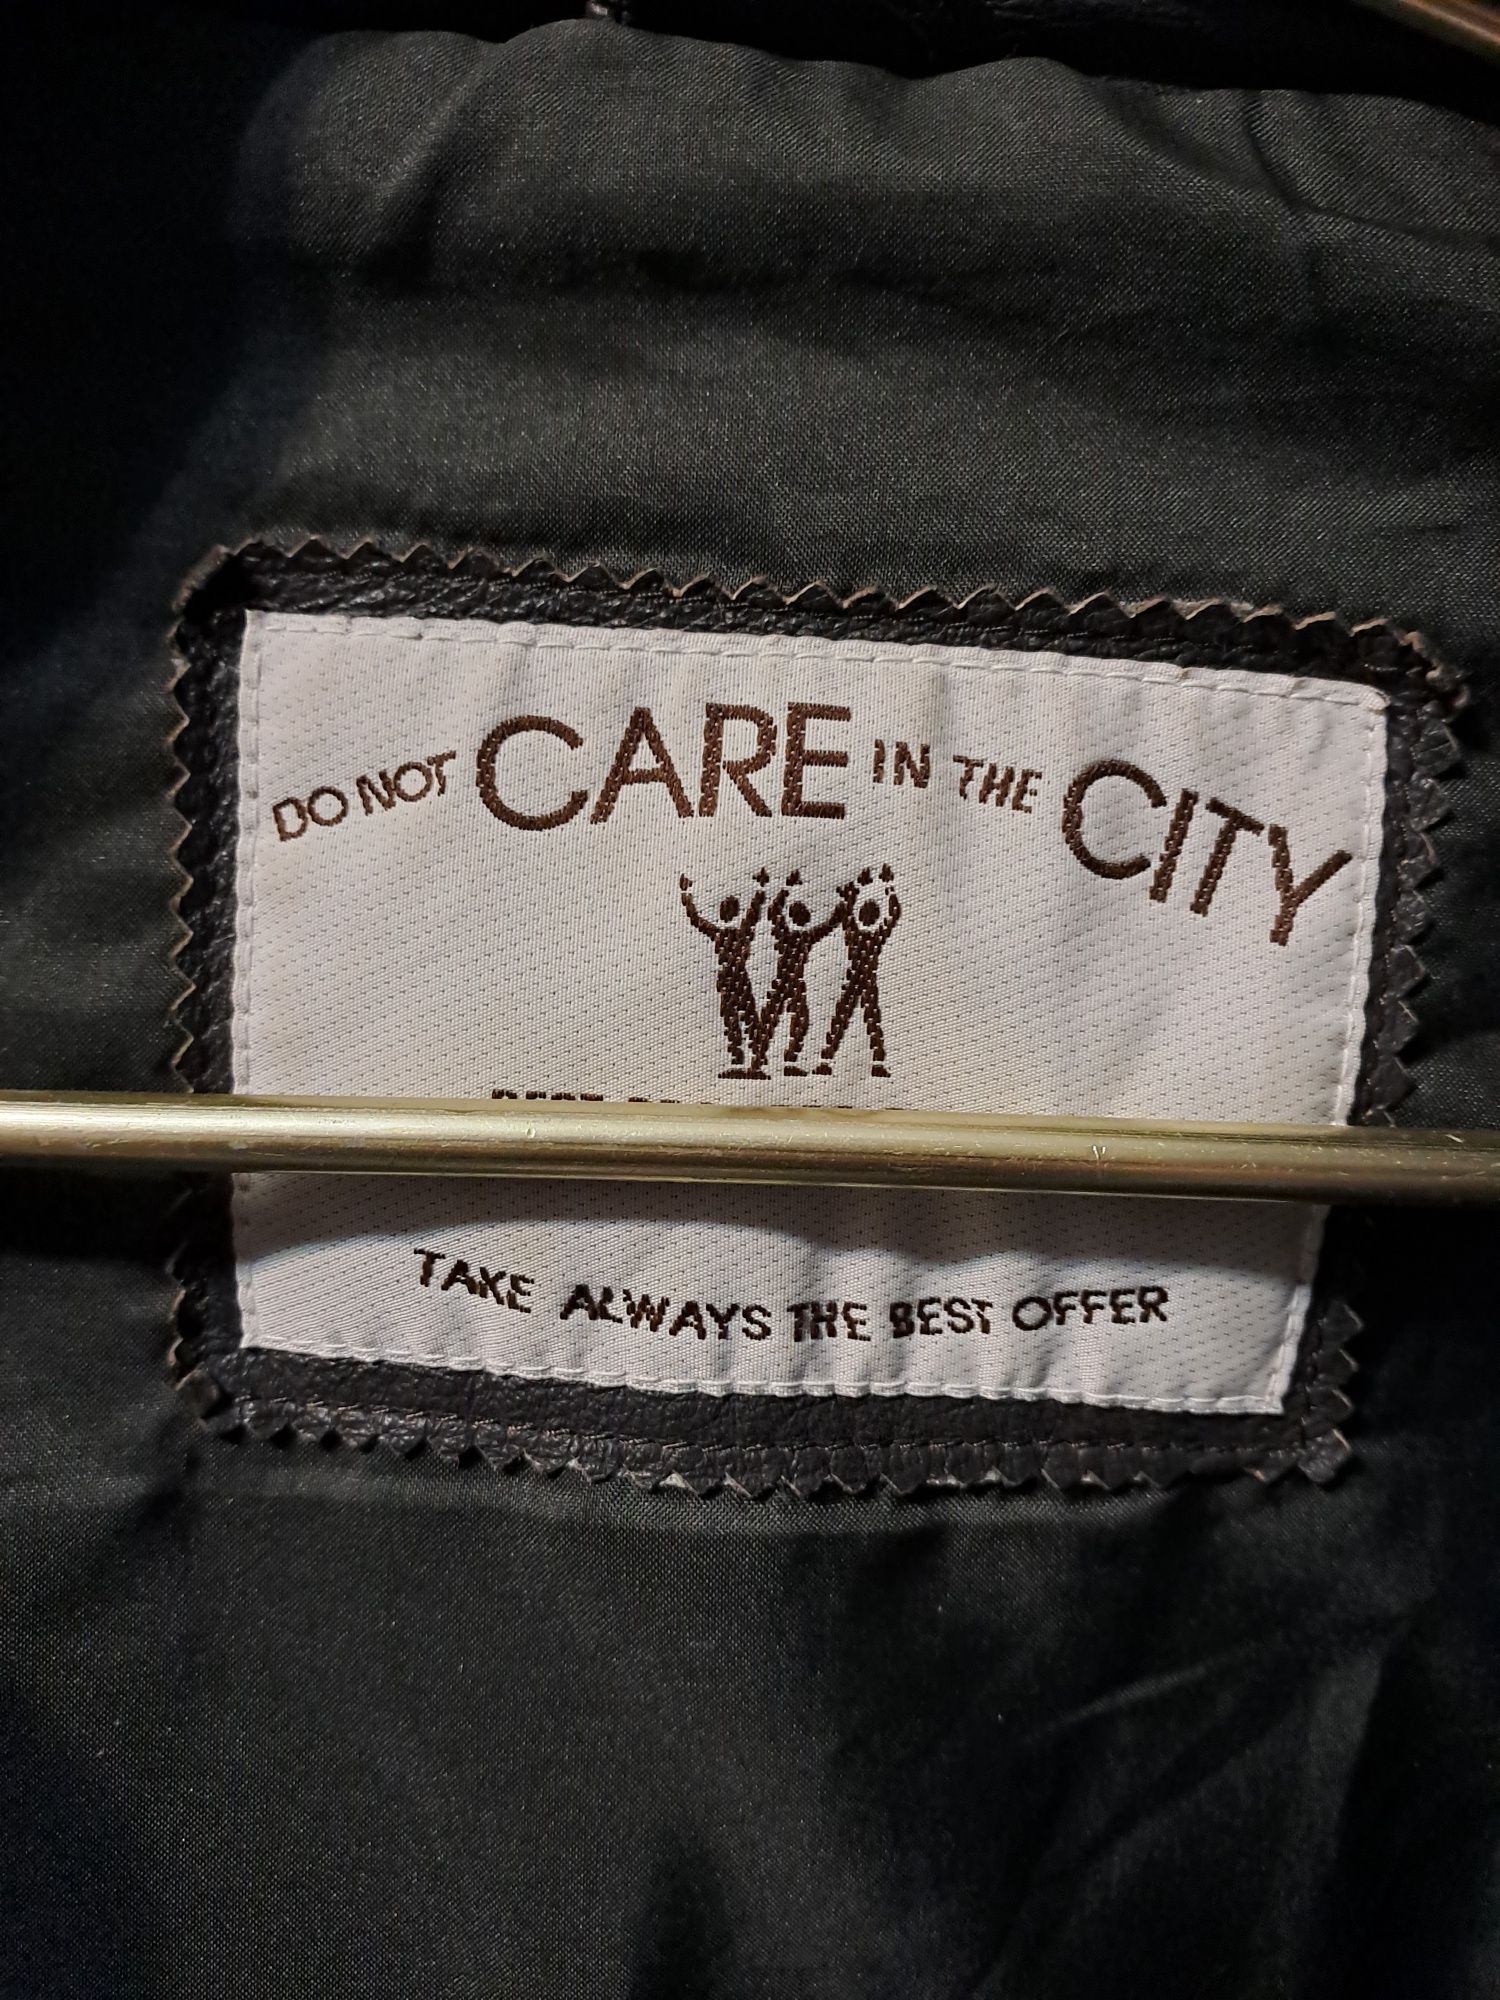 DO NOT CARE IN THE CITY
TAKE ALWAYS THE BEST OFFER